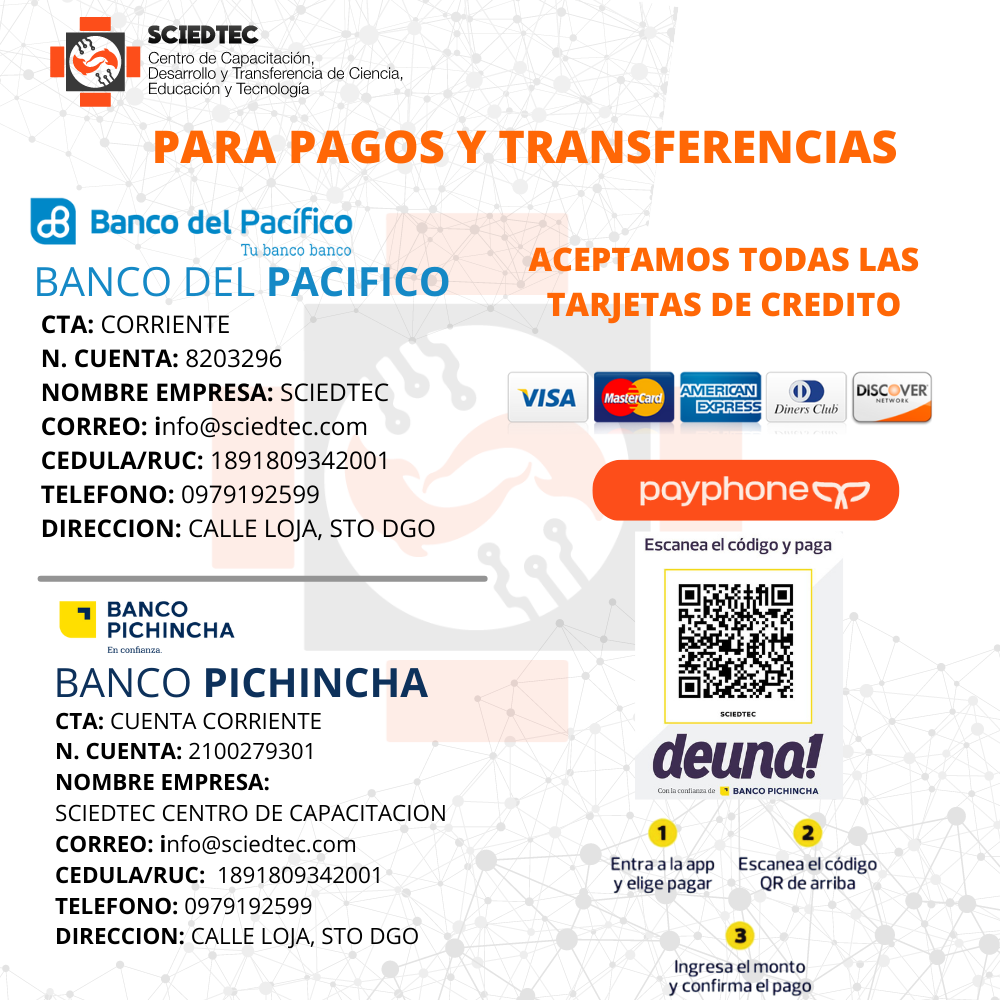 SCIEDTEC
Centro de Capacitación,
Desarrollo y Transferencia de Ciencia,
Educación y Tecnología
PARA PAGOS Y TRANSFERENCIAS
Banco del Pacífico
Tu banco banco
BANCO DEL PACIFICO
CTA: CORRIENTE
N. CUENTA: 8203296
NOMBRE EMPRESA: SCIEDTEC
CORREO: info@sciedtec.com
CEDULA/RUC: 1891809342001
TELEFONO: 0979192599
DIRECCION: CALLE LOJA, STO DGO
BANCO
PICHINCHA
En confianza.
BANCO PICHINCHA
CTA: CUENTA CORRIENTE
N. CUENTA: 2100279301
NOMBRE EMPRESA:
SCIEDTEC CENTRO DE CAPACITACION
CORREO: info@sciedtec.com
CEDULA/RUC: 1891809342001
TELEFONO: 0979192599
DIRECCION: CALLE LOJA, STO DGO
ACEPTAMOS TODAS LAS
TARJETAS DE CREDITO
VISA
MasterCard
AMERICAN
EXPRESS
Diners Club
DISCOVER
NETWORK
payphone
Escanea el código y paga
SCIEDTEC
deuna!
Con la confianza de BANCO PICHINCHA
1
Entra a la app
y elige pagar
2
Escanea el código
QR de arriba
3
Ingresa el monto
y confirma el pago